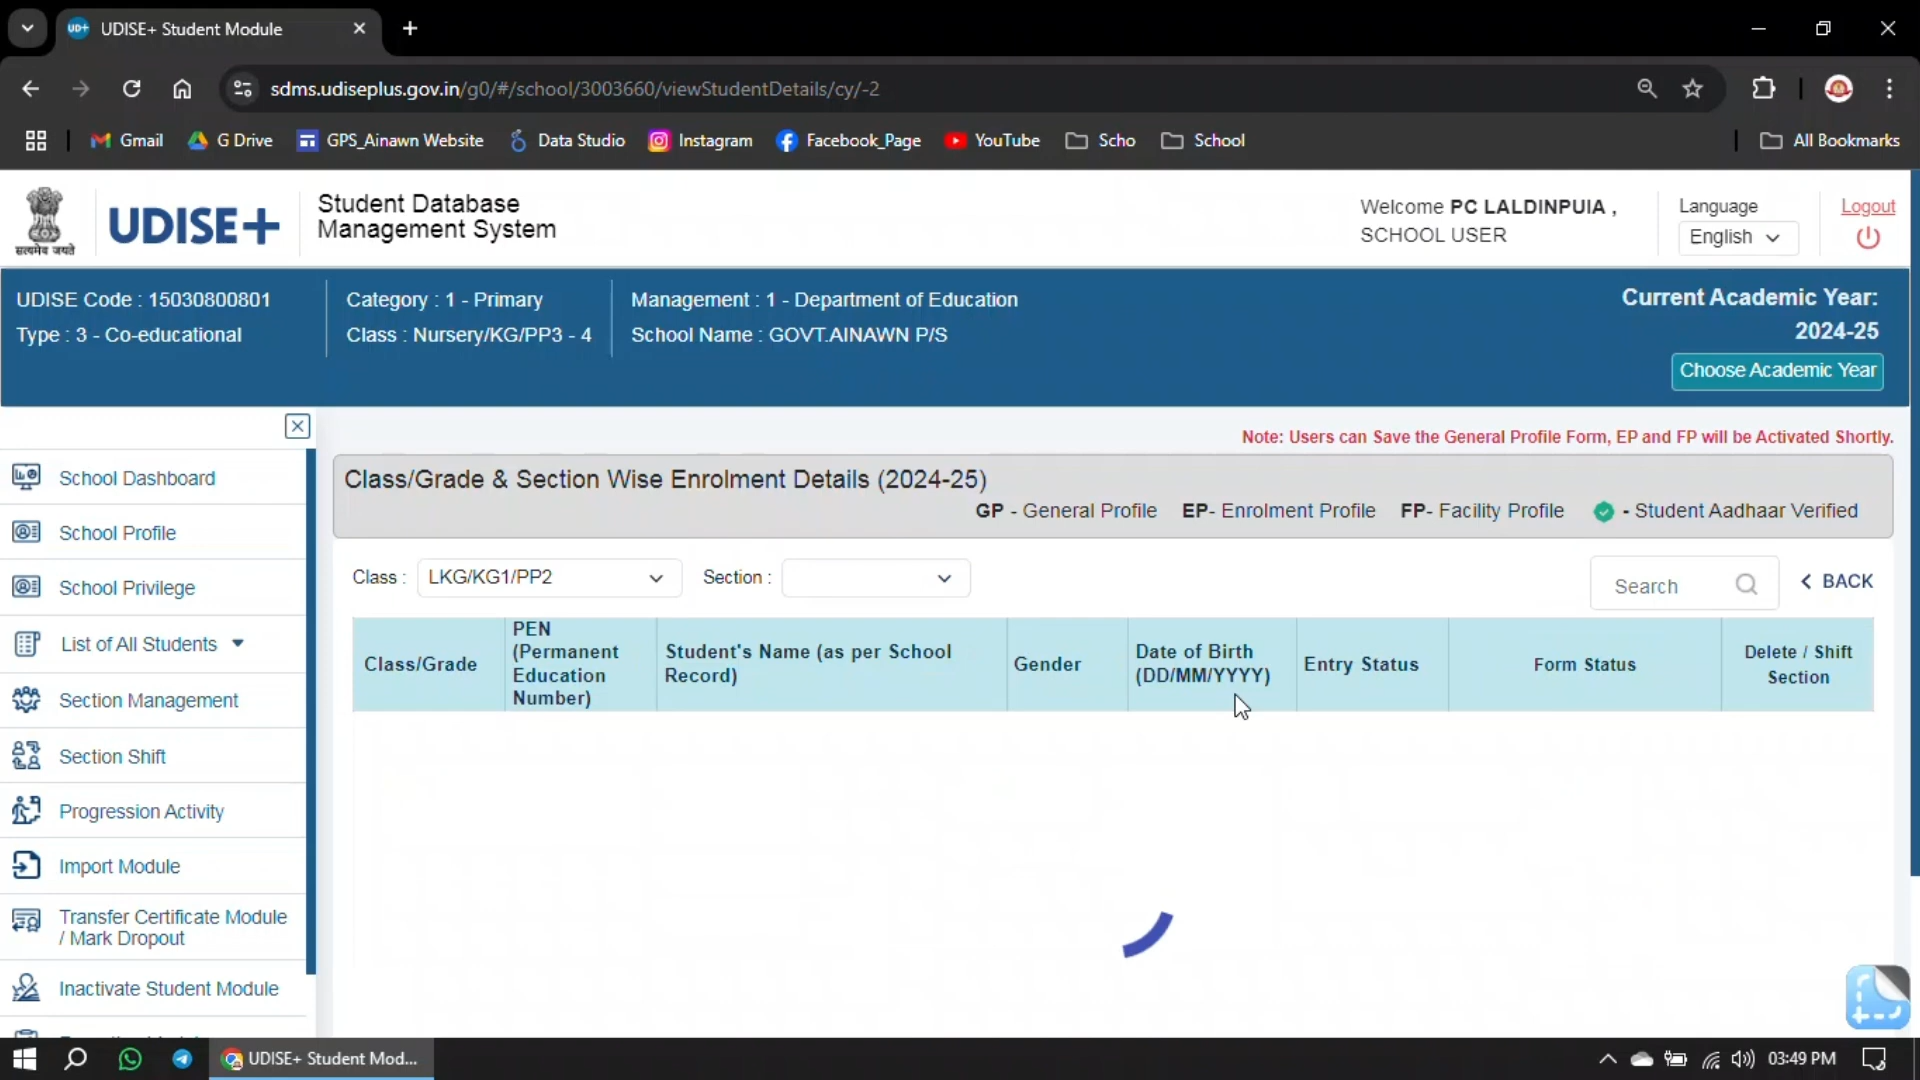 UDISE+ Student Module
sdms.udiseplus.gov.in/g0/#/school/3003660/viewStudentDetails/cy/-2
Gmail G Drive GPS_Ainawn Website Data Studio Instagram Facebook_Page YouTube Scho School All Bookmarks
सत्यमेव जयते
UDISE+
Student Database
Management System
Welcome PC LALDINPUIA ,
SCHOOL USER
Language
English
Logout
UDISE Code : 15030800801
Type : 3 - Co-educational
Category : 1 - Primary
Class : Nursery/KG/PP3 - 4
Management : 1 - Department of Education
School Name : GOVT.AINAWN P/S
Current Academic Year:
2024-25
Choose Academic Year
School Dashboard
School Profile
School Privilege
List of All Students
Section Management
Section Shift
Progression Activity
Import Module
Transfer Certificate Module
/ Mark Dropout
Inactivate Student Module
Note: Users can Save the General Profile Form, EP and FP will be Activated Shortly.
Class/Grade & Section Wise Enrolment Details (2024-25)
GP - General Profile EP- Enrolment Profile FP- Facility Profile - Student Aadhaar Verified
Class : LKG/KG1/PP2 Section : Search BACK
Class/Grade
PEN
(Permanent
Education
Number)
Student's Name (as per School
Record)
Gender
Date of Birth
(DD/MM/YYYY)
Entry Status
Form Status
Delete / Shift
Section
UDISE+ Student Mod...
03:49 PM